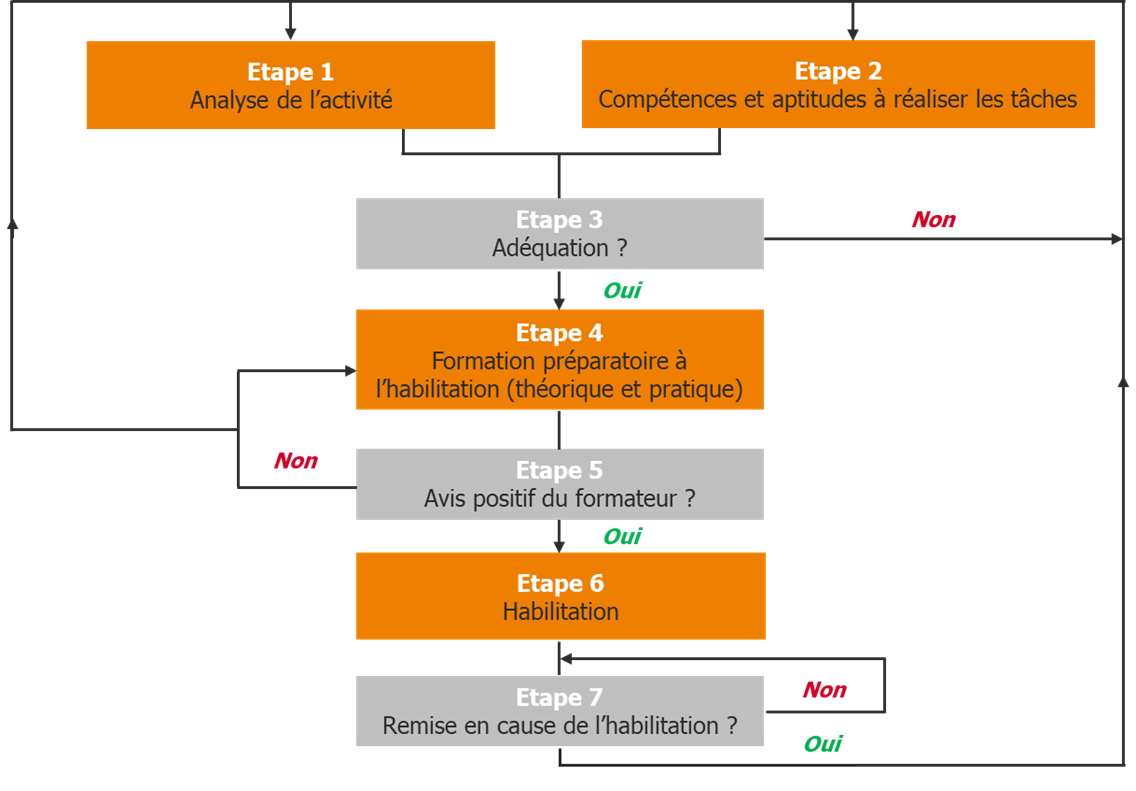 Etape 1
Analyse de l’activité
Etape 2
Compétences et aptitudes à réaliser les tâches
Etape 3
Adéquation ?
Non
Oui
Etape 4
Formation préparatoire à
l’habilitation (théorique et pratique)
Non
Etape 5
Avis positif du formateur ?
Oui
Etape 6
Habilitation
Etape 7
Remise en cause de l’habilitation ?
Non
Oui